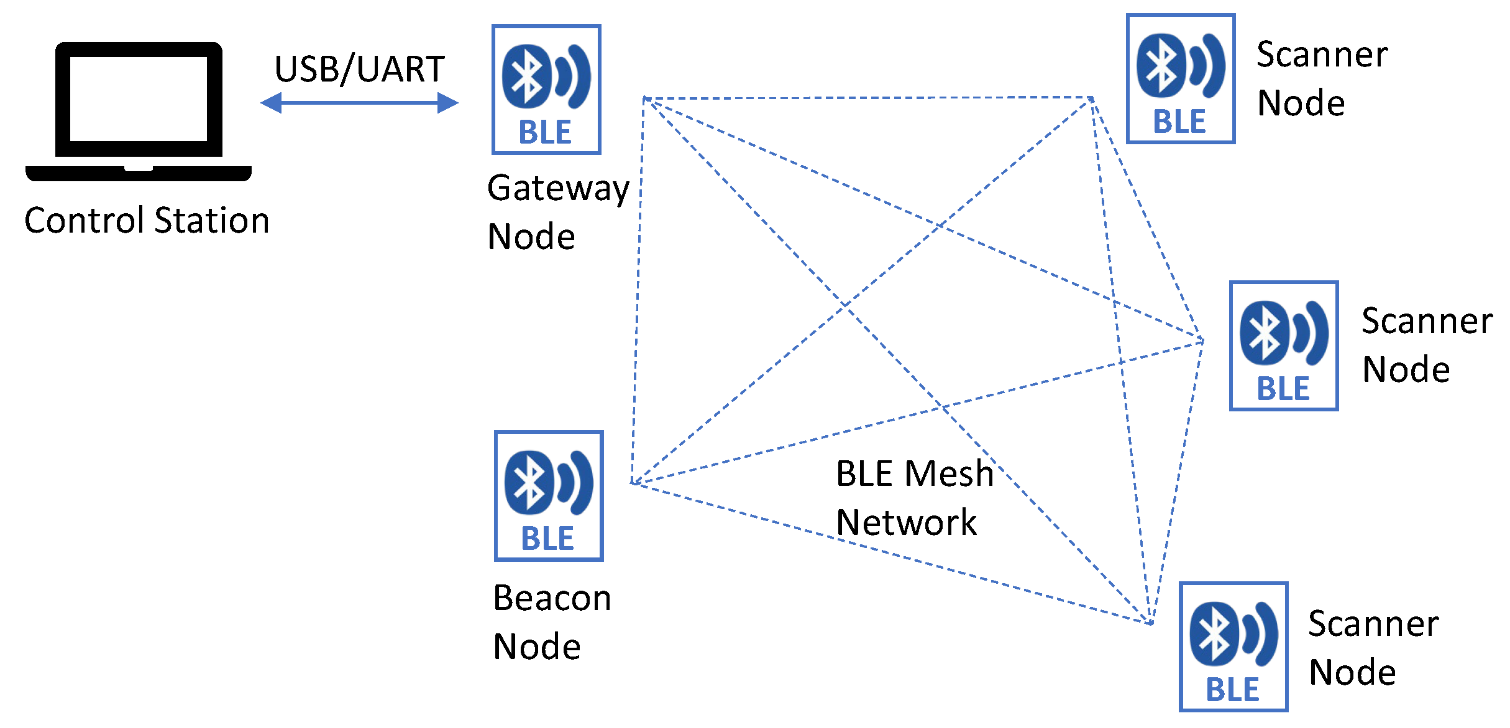 USB/UART
Control Station
BLE
Gateway
Node
BLE
Scanner
Node
BLE
Scanner
Node
BLE
Beacon
Node
BLE Mesh
Network
BLE
Scanner
Node